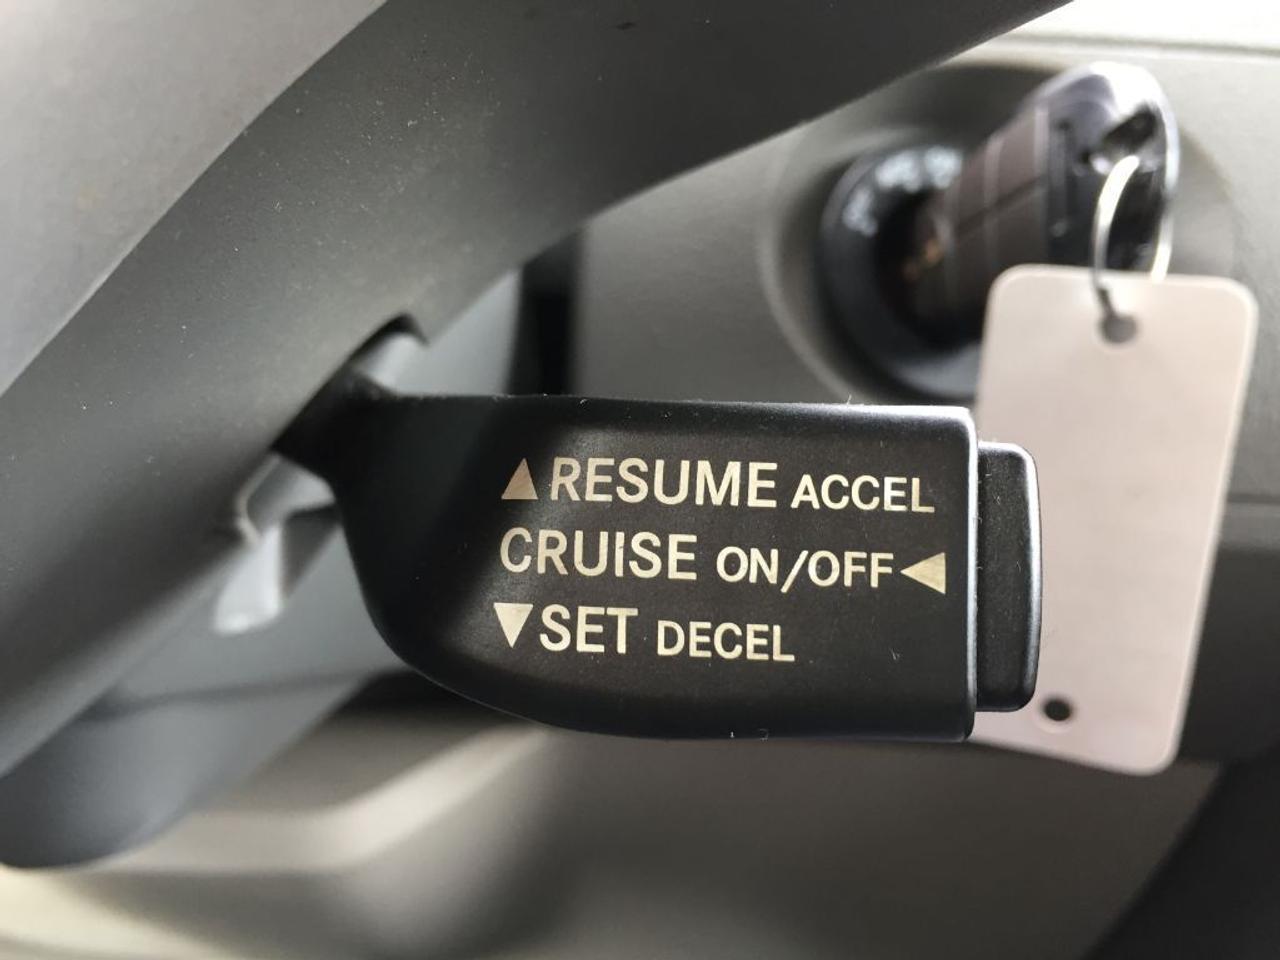 ▲RESUME ACCEL
CRUISE ON/OFF◀
▼SET DECEL